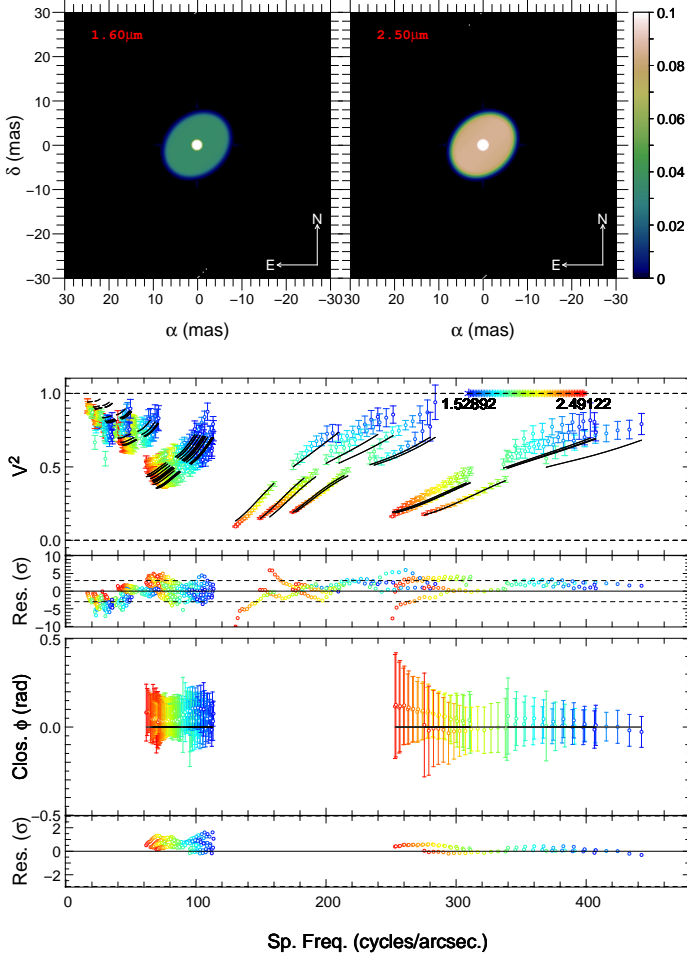 30
20
10
0
−10
−20
−30
δ (mas)
1.60µm
2.50µm
N
E
N
E
0.1
0.08
0.06
0.04
0.02
0
30 20 10 0 −10 −20 −30
30 20 10 0 −10 −20 −30
α (mas)
α (mas)
1.0
0.5
0.0
V²
1.52892
2.49122
10
5
0
−5
−10
Res. (σ)
0.5
0.0
−0.5
Clos. ϕ (rad)
2
0
−2
Res. (σ)
0 100 200 300 400
Sp. Freq. (cycles/arcsec.)